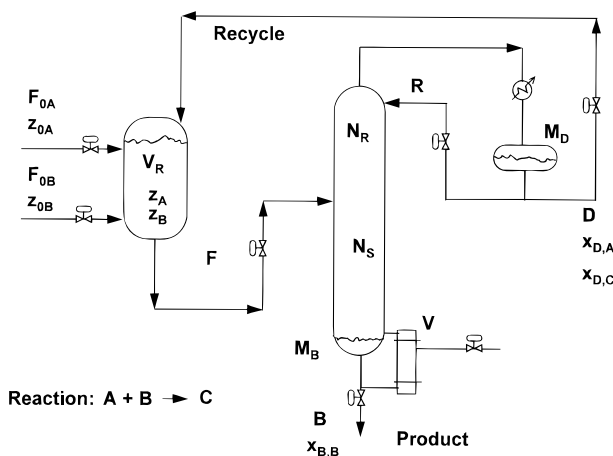 Recycle
F0A
z0A
F0B
z0B
VR
zA
zB
F
R
NR
NS
MD
D
xD,A
xD,C
V
MB
B
xB,B
Product
Reaction: A + B → C